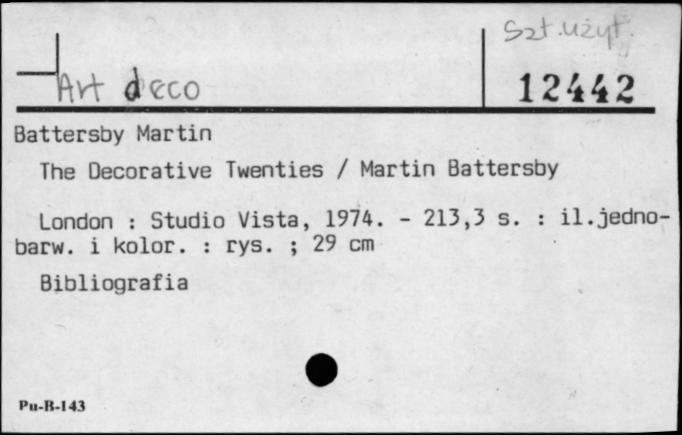 Szt.użyt.
Art deco
12442
Battersby Martin
The Decorative Twenties / Martin Battersby
London : Studio Vista, 1974. - 213,3 s. : il.jedno-
barw. i kolor. : rys. ; 29 cm
Bibliografia
Pu-B-143